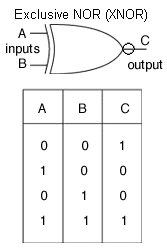 Exclusive NOR (XNOR)
A
inputs
B
C
output
A B C
0 0 1
1 0 0
0 1 0
1 1 1